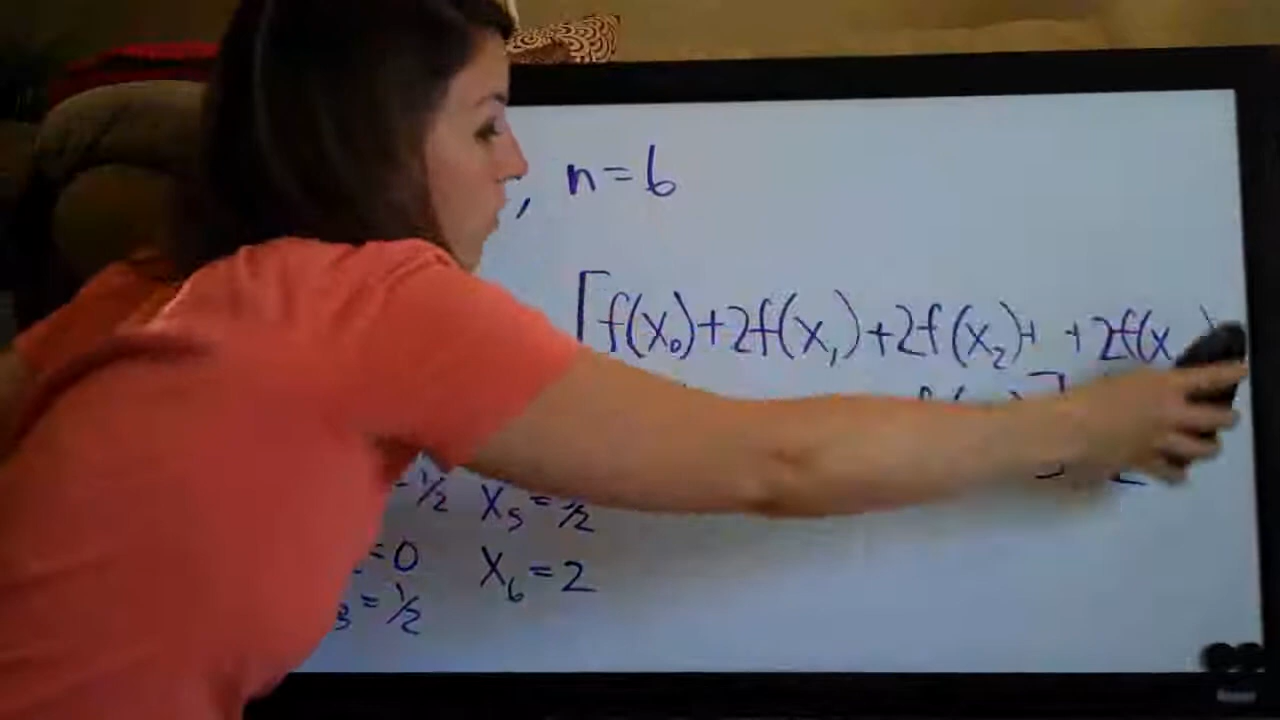 , n=6
[f(x₀)+2f(x₁)+2f(x₂)+ +2f(x
-1/2 x₅=½
=0 x₆=2
₃=1/2